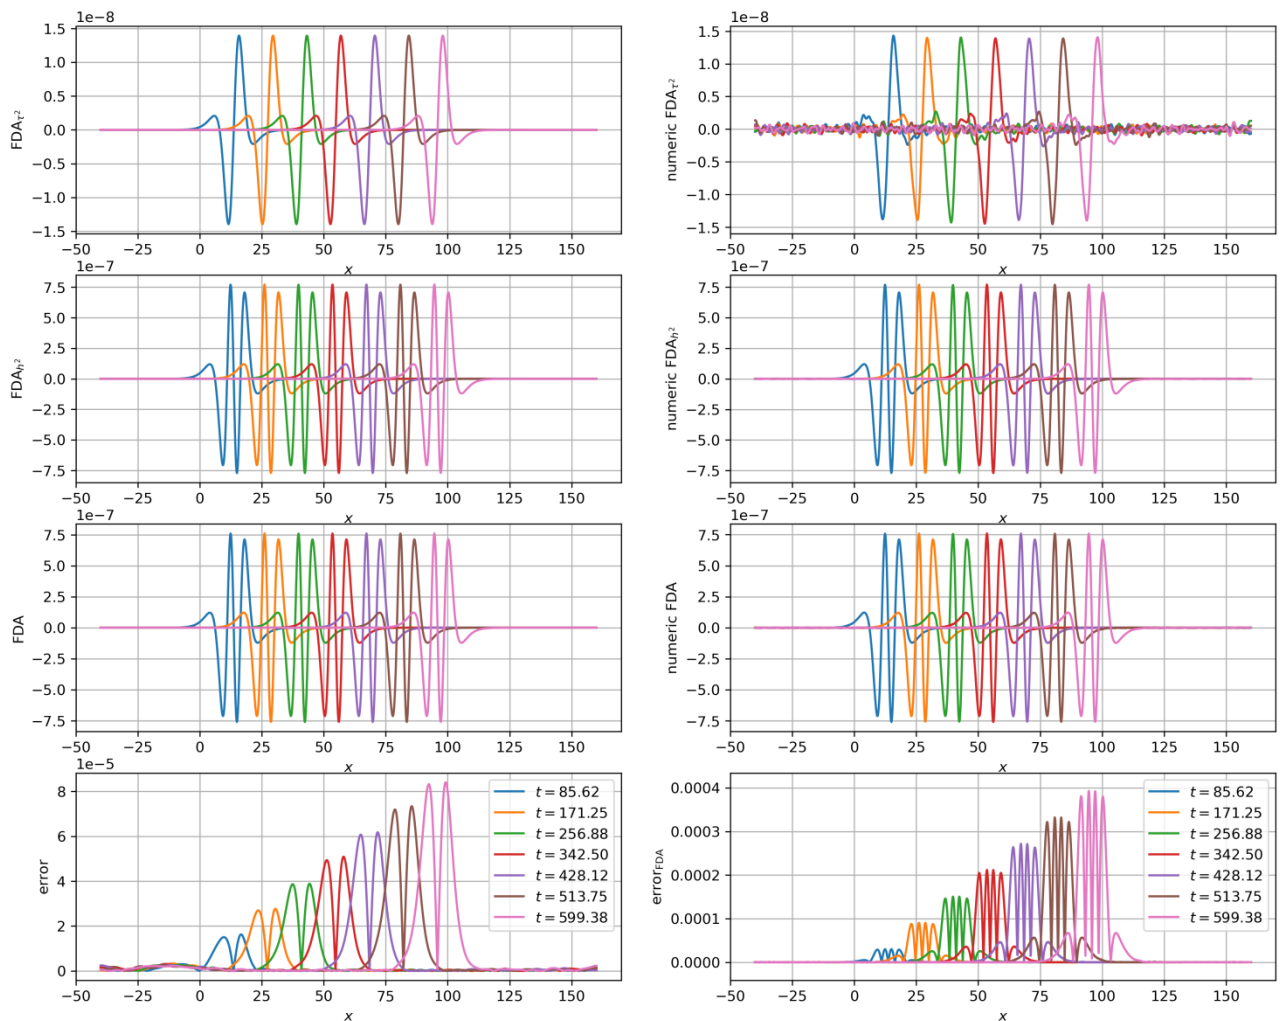 1e−8
FDA_{τ²}
1.5
1.0
0.5
0.0
−0.5
−1.0
−1.5
−50 −25 0 25 50 75 100 125 150
x
1e−8
numeric FDA_{τ²}
1.5
1.0
0.5
0.0
−0.5
−1.0
−1.5
−50 −25 0 25 50 75 100 125 150
x
1e−7
FDA_{h²}
7.5
5.0
2.5
0.0
−2.5
−5.0
−7.5
−50 −25 0 25 50 75 100 125 150
x
1e−7
numeric FDA_{h²}
7.5
5.0
2.5
0.0
−2.5
−5.0
−7.5
−50 −25 0 25 50 75 100 125 150
x
1e−7
FDA
7.5
5.0
2.5
0.0
−2.5
−5.0
−7.5
−50 −25 0 25 50 75 100 125 150
x
1e−7
numeric FDA
7.5
5.0
2.5
0.0
−2.5
−5.0
−7.5
−50 −25 0 25 50 75 100 125 150
x
1e−5
error
8
6
4
2
0
t = 85.62
t = 171.25
t = 256.88
t = 342.50
t = 428.12
t = 513.75
t = 599.38
−50 −25 0 25 50 75 100 125 150
x
error_{FDA}
0.0004
0.0003
0.0002
0.0001
0.0000
t = 85.62
t = 171.25
t = 256.88
t = 342.50
t = 428.12
t = 513.75
t = 599.38
−50 −25 0 25 50 75 100 125 150
x